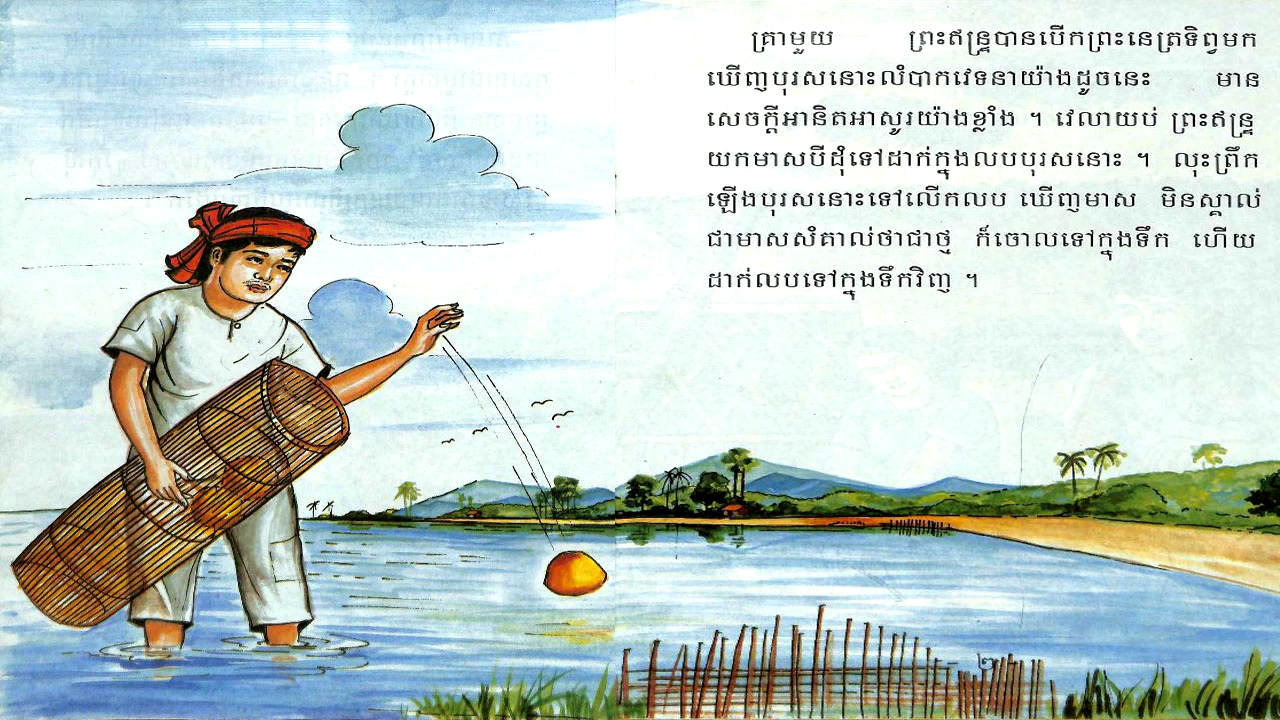 គ្រាមួយ ព្រះឥន្ទ្របានបើកព្រះនេត្រទិព្វមក
ឃើញបុរសនោះលំបាកវេទនាយ៉ាងដូចនេះ មាន
សេចក្ដីអានិតអាសូរយ៉ាងខ្លាំង ។ វេលាយប់ ព្រះឥន្ទ្រ
យកមាសបីដុំទៅដាក់ក្នុងលបបុរសនោះ ។ លុះព្រឹក
ឡើងបុរសនោះទៅលើកលប ឃើញមាស មិនស្គាល់
ជាមាសសំគាល់ថាជាថ្ម ក៏ចោលទៅក្នុងទឹក ហើយ
ដាក់លបទៅក្នុងទឹកវិញ ។
២